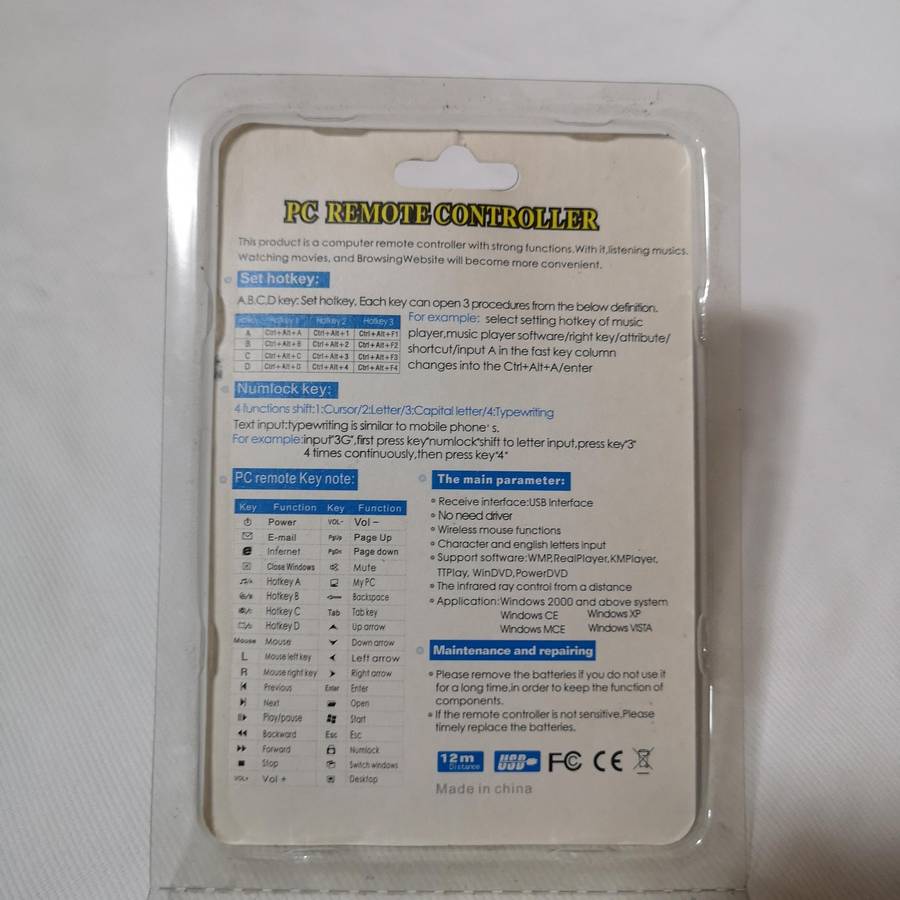 PC REMOTE CONTROLLER
This product is a computer remote controller with strong functions.With it,listening musics.
Watching movies, and BrowsingWebsite will become more convenient.
Set hotkey:
A,B,C,D key: Set hotkey. Each key can open 3 procedures from the below definition.
Hotkey 1 Hotkey 2 Hotkey 3
A Ctrl+Alt+A Ctrl+Alt+1 Ctrl+Alt+F1
B Ctrl+Alt+B Ctrl+Alt+2 Ctrl+Alt+F2
C Ctrl+Alt+C Ctrl+Alt+3 Ctrl+Alt+F3
D Ctrl+Alt+D Ctrl+Alt+4 Ctrl+Alt+F4
For example: select setting hotkey of music
player,music player software/right key/attribute/
shortcut/input A in the fast key column
changes into the Ctrl+Alt+A/enter
Numlock key:
4 functions shift:1:Cursor/2:Letter/3:Capital letter/4:Typewriting
Text input:typewriting is similar to mobile phone's.
For example:input"3G",first press key"numlock"shift to letter input,press key"3"
4 times continuously,then press key"4"
PC remote Key note:
Key Function Key Function
Power VOL- Vol -
E-mail PgUp Page Up
Internet PgDn Page down
Close Windows Mute
Hotkey A My PC
Hotkey B Backspace
Hotkey C Tab Tab key
Hotkey D Up arrow
Mouse Mouse Down arrow
L Mouse left key Left arrow
R Mouse right key Right arrow
Previous Enter Enter
Next Open
Play/pause Start
Backward Esc Esc
Forward Numlock
Stop Switch windows
VOL+ Vol + Desktop
The main parameter:
Receive interface:USB Interface
No need driver
Wireless mouse functions
Character and english letters input
Support software:WMP,RealPlayer,KMPlayer,
TTPlay, WinDVD,PowerDVD
The infrared ray control from a distance
Application:Windows 2000 and above system
Windows CE Windows XP
Windows MCE Windows VISTA
Maintenance and repairing
Please remove the batteries if you do not use it
for a long time.in order to keep the function of
components.
If the remote controller is not sensitive.Please
timely replace the batteries.
12m
Distance
USB
FC CE
Made in china